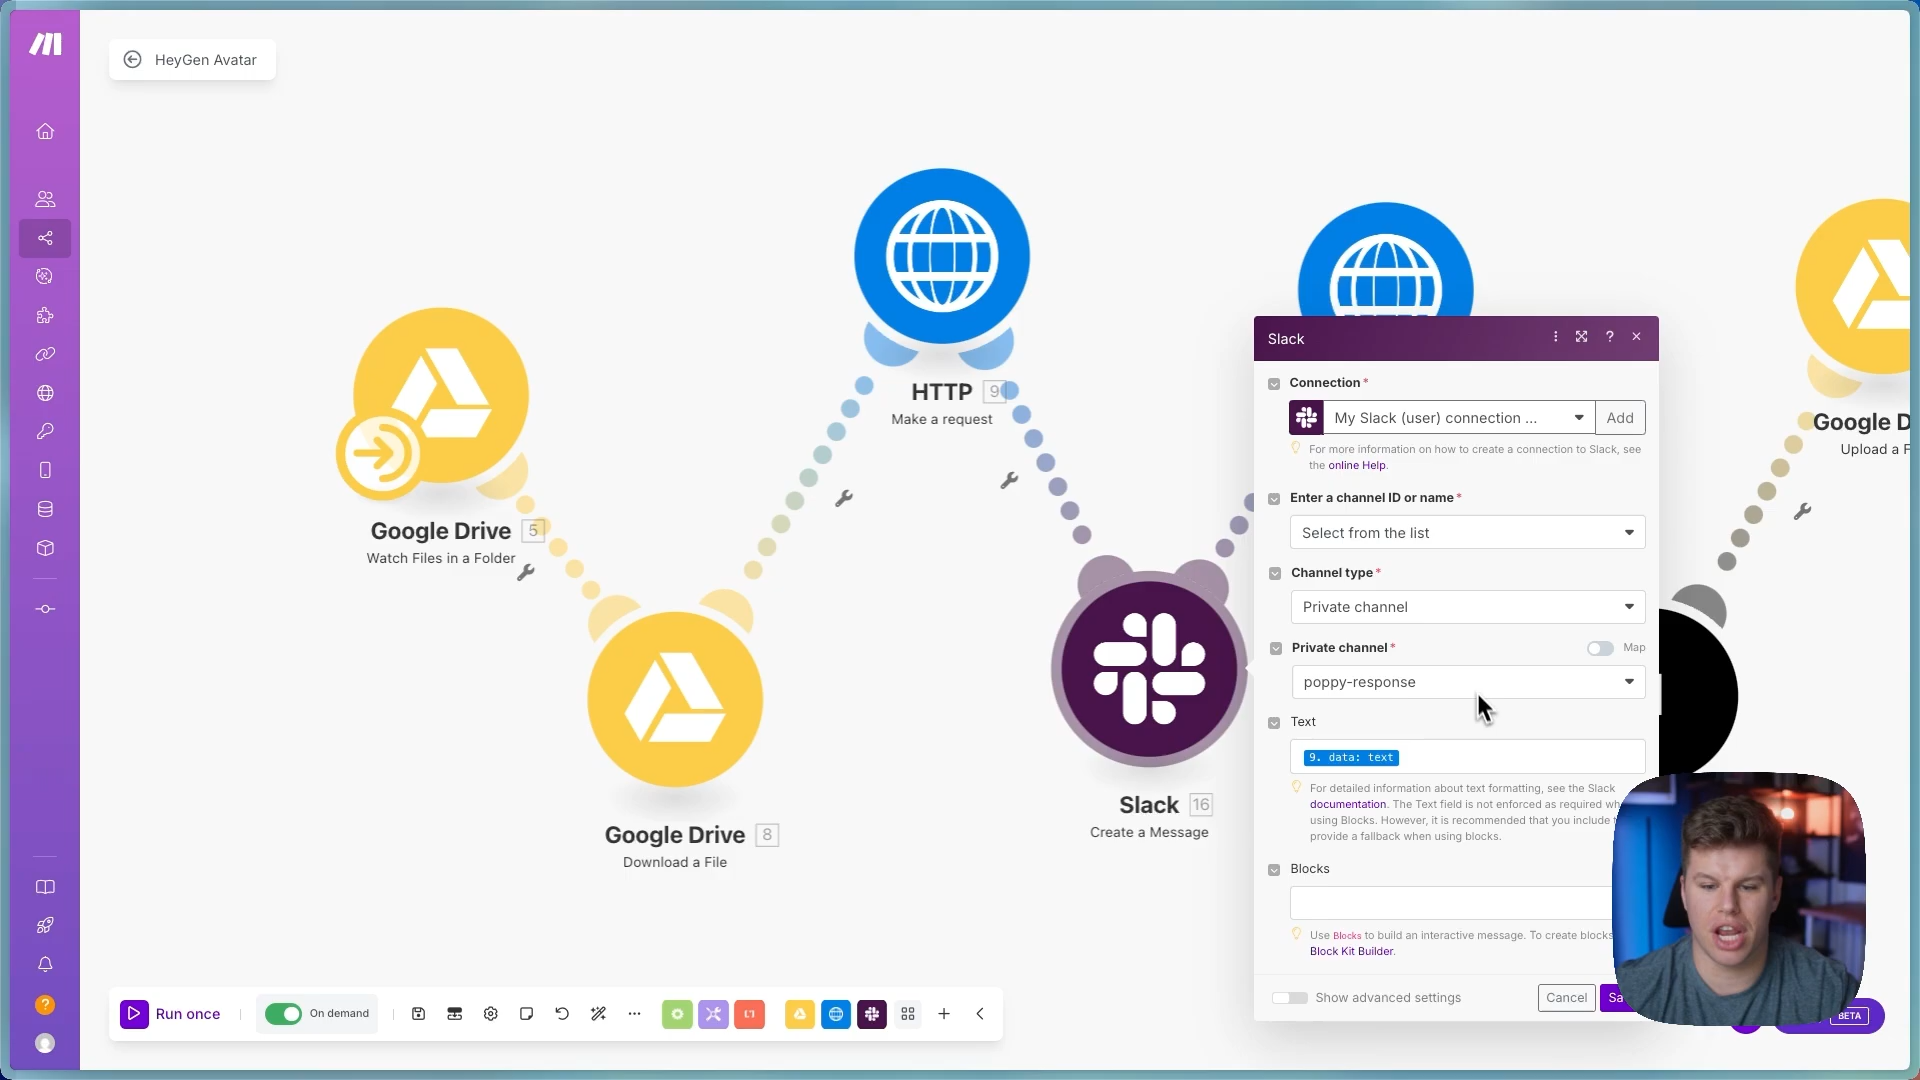 HeyGen Avatar
HTTP 9
Make a request
Google Drive 5
Watch Files in a Folder
Google Drive 8
Download a File
Slack 16
Create a Message
Google D
Upload a F
Slack
Connection *
My Slack (user) connection ...
Add
For more information on how to create a connection to Slack, see
the online Help.
Enter a channel ID or name *
Select from the list
Channel type *
Private channel
Private channel *
Map
poppy-response
Text
9. data: text
For detailed information about text formatting, see the Slack
documentation. The Text field is not enforced as required wh
using Blocks. However, it is recommended that you include
provide a fallback when using blocks.
Blocks
Use Blocks to build an interactive message. To create blocks
Block Kit Builder.
Show advanced settings
Cancel
Sa
Run once
On demand
BETA